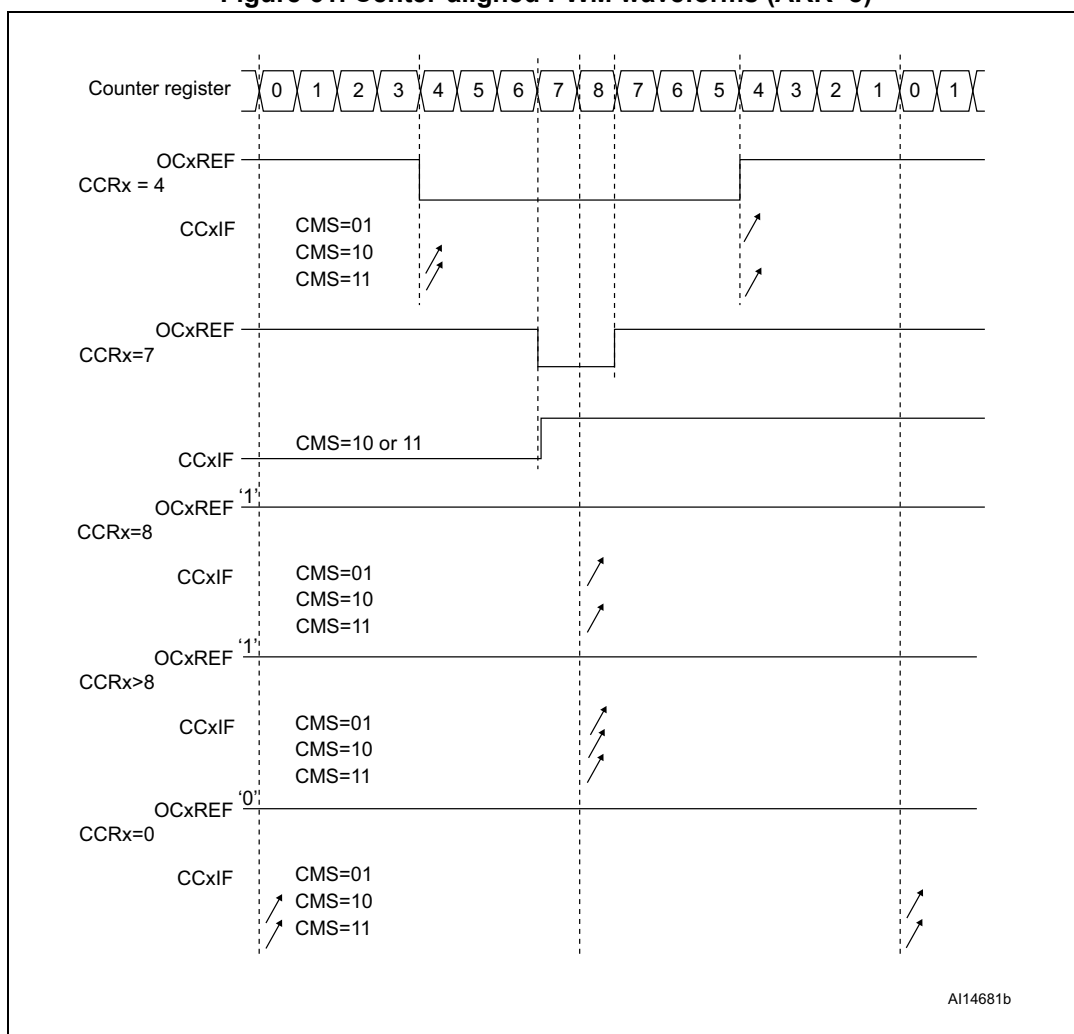 Counter register 0 1 2 3 4 5 6 7 8 7 6 5 4 3 2 1 0 1
OCxREF
CCRx = 4
CCxIF
CMS=01
CMS=10
CMS=11
OCxREF
CCRx=7
CMS=10 or 11
CCxIF
OCxREF '1'
CCRx=8
CCxIF
CMS=01
CMS=10
CMS=11
OCxREF '1'
CCRx>8
CCxIF
CMS=01
CMS=10
CMS=11
OCxREF '0'
CCRx=0
CCxIF
CMS=01
CMS=10
CMS=11
AI14681b